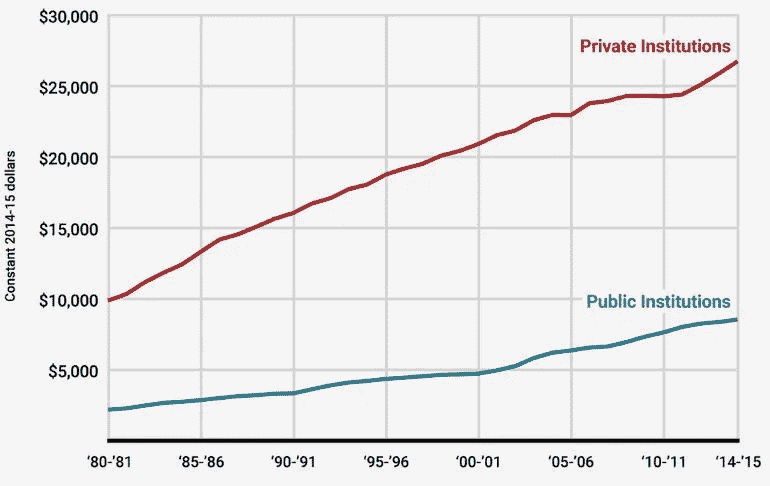 $30,000
Private Institutions
$25,000
$20,000
$15,000
$10,000
Public Institutions
$5,000
Constant 2014-15 dollars
‘80-’81 ‘85-’86 ‘90-’91 ‘95-’96 ‘00-’01 ‘05-’06 ‘10-’11 ‘14-’15